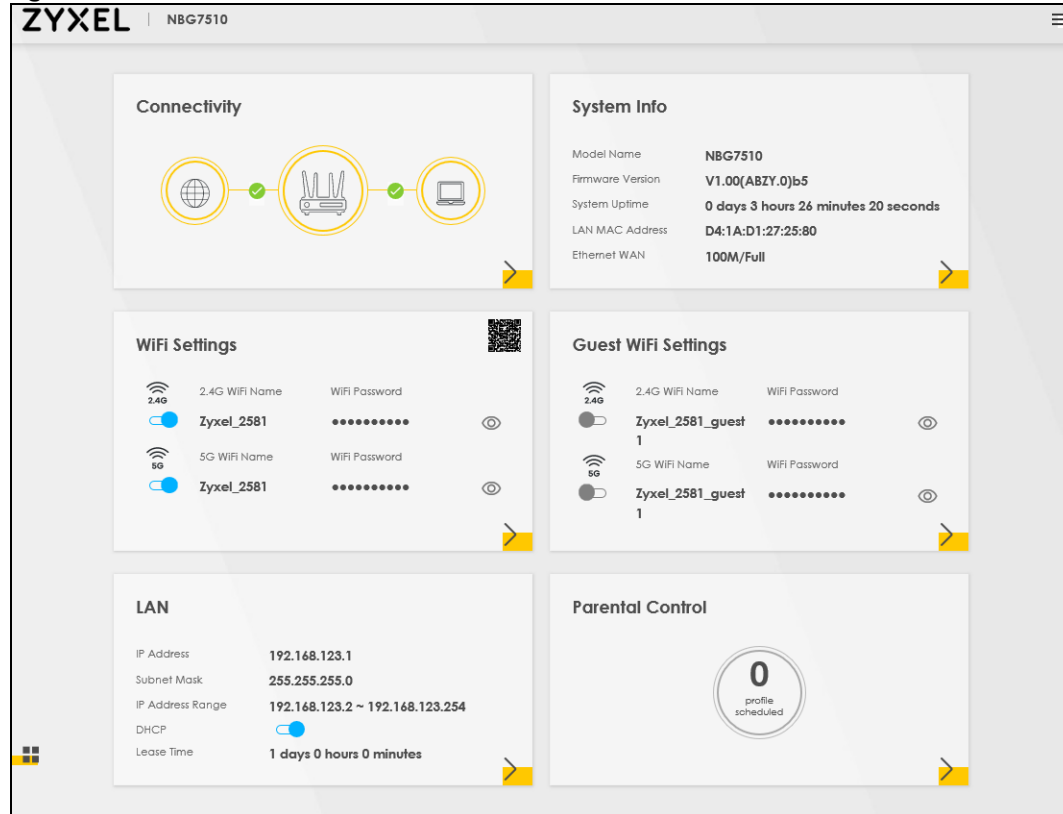 ZYXEL | NBG7510
Connectivity
System Info
Model Name NBG7510
Firmware Version V1.00(ABZY.0)b5
System Uptime 0 days 3 hours 26 minutes 20 seconds
LAN MAC Address D4:1A:D1:27:25:80
Ethernet WAN 100M/Full
WiFi Settings
2.4G
2.4G WiFi Name WiFi Password
Zyxel_2581 ••••••••••
5G
5G WiFi Name WiFi Password
Zyxel_2581 ••••••••••
Guest WiFi Settings
2.4G
2.4G WiFi Name WiFi Password
Zyxel_2581_guest ••••••••••
1
5G
5G WiFi Name WiFi Password
Zyxel_2581_guest ••••••••••
1
LAN
IP Address 192.168.123.1
Subnet Mask 255.255.255.0
IP Address Range 192.168.123.2 ~ 192.168.123.254
DHCP
Lease Time 1 days 0 hours 0 minutes
Parental Control
0
profile
scheduled